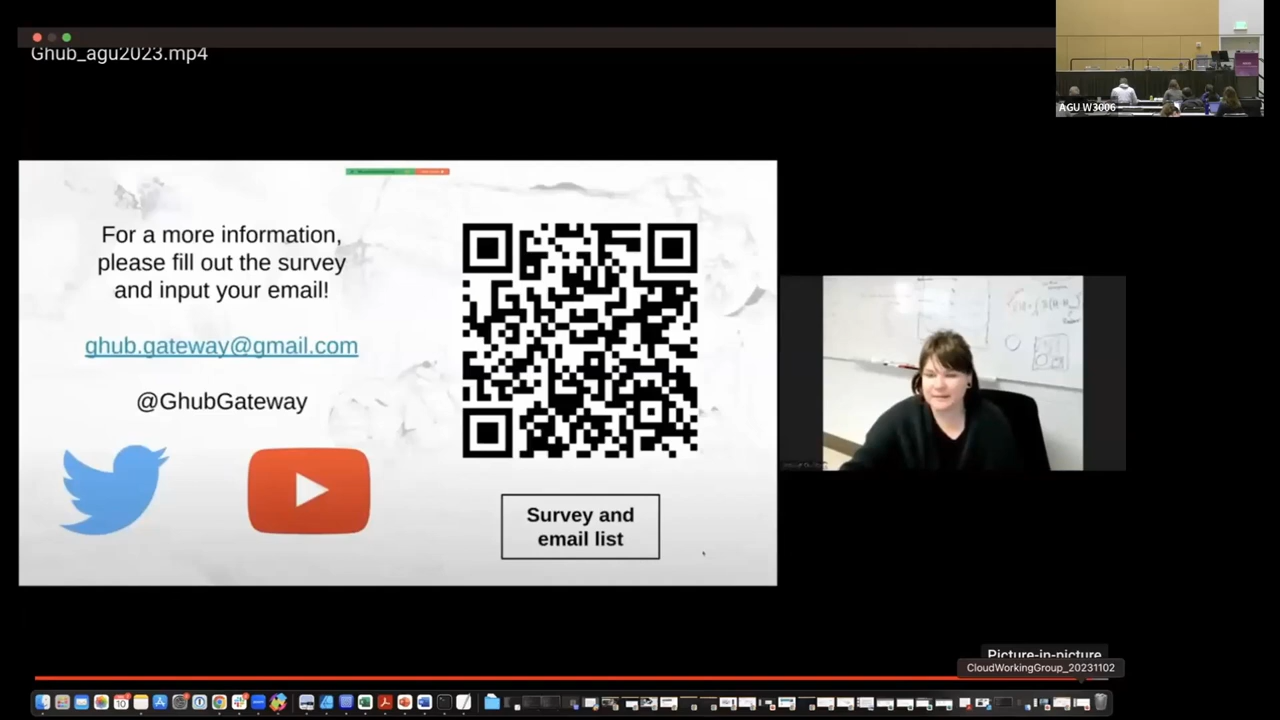 Ghub_agu2023.mp4
AGU W3006
For a more information,
please fill out the survey
and input your email!
ghub.gateway@gmail.com
@GhubGateway
Survey and
email list
Picture-in-picture
CloudWorkingGroup_20231102